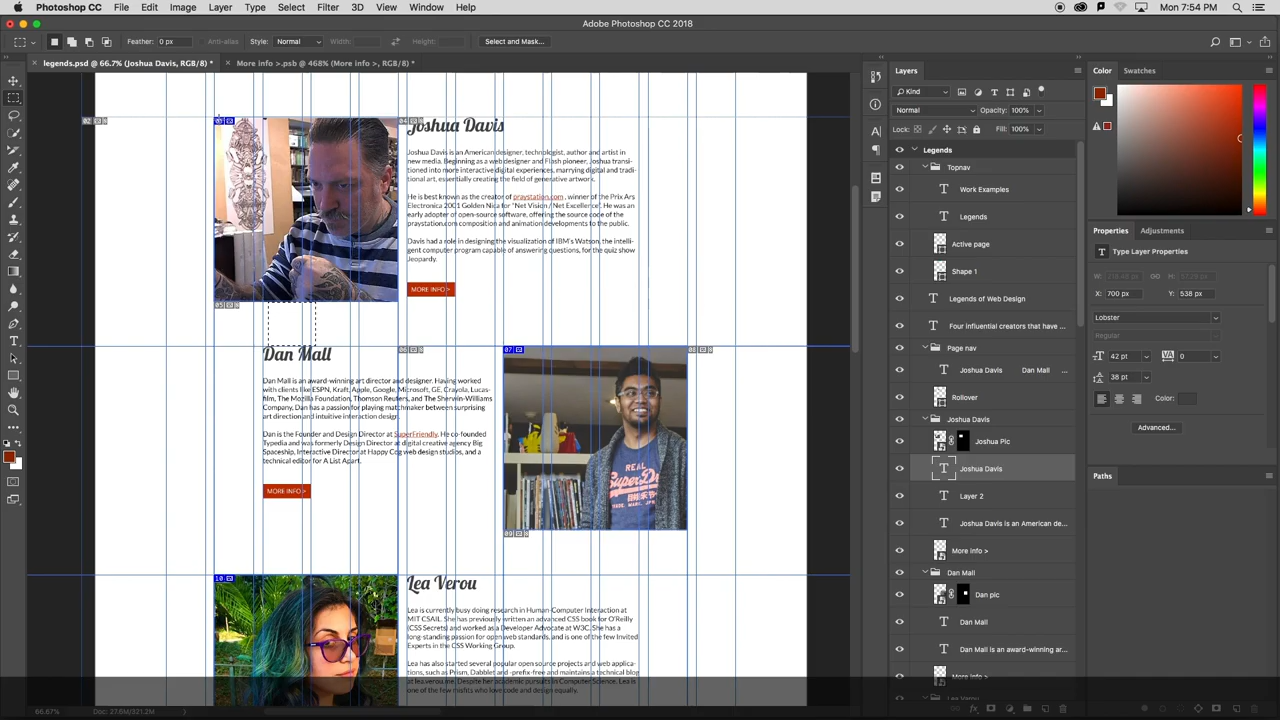 Photoshop File Edit Image Layer Type Select Filter 3D View Window Help
Mon 7:54 PM
Adobe Photoshop CC 2018
Feather: 0 px
Anti-alias
Style: Normal
Width:
Height:
Select and Mask...
legends.psd @ 66.7% (Joshua Davis, RGB/8) *
More info >.psb @ 468% (More info >, RGB/8) *
Joshua Davis
Joshua Davis is an American designer, technologist, author and artist in
new media. Beginning as a web designer and Flash pioneer, Joshua transi-
tioned into more interactive digital experiences, marrying digital and tradi-
tional art, essentially creating the field of generative artwork.
He is best known as the creator of praystation.com , winner of the Prix Ars
Electronica 2001 Golden Nica for "Net Vision / Net Excellence". He was an
early adopter of open-source software, offering the source code of the
praystation.com composition and animation developments to the public.
Davis had a role in designing the visualization of IBM's Watson, the intelli-
gent computer program capable of answering questions, for the quiz show
Jeopardy.
MORE INFO >
Dan Mall
Dan Mall is an award-winning art director and designer. Having worked
with clients like ESPN, Kraft, Apple, Google, Microsoft, GE, Crayola, Lucas-
film, The Mozilla Foundation, Thomson Reuters, and The Sherwin-Williams
Company, Dan has a passion for playing matchmaker between surprising
art direction and intuitive interaction design.
Dan is the Founder and Design Director at SuperFriendly. He co-founded
Typedia and was formerly Design Director at digital creative agency Big
Spaceship, Interactive Director at Happy Cog web design studios, and a
technical editor for A List Apart.
MORE INFO >
REAL
SuperDry
Lea Verou
Lea is currently busy doing research in Human-Computer Interaction at
MIT CSAIL. She has previously written an advanced CSS book for O'Reilly
(CSS Secrets) and worked as a Developer Advocate at W3C. She has a
long-standing passion for open web standards, and is one of the few Invited
Experts in the CSS Working Group.
Lea has also started several popular open source projects and web applica-
tions, such as Prism, Dabblet and -prefix-free and maintains a technical blog
at lea.verou.me. Despite her academic pursuits in Computer Science, Lea is
one of the few misfits who love code and design equally.
66.67%
Doc: 27.6M/321.2M
Layers
Kind
Normal
Opacity: 100%
Lock:
Fill: 100%
Legends
Topnav
Work Examples
Legends
Active page
Shape 1
Legends of Web Design
Four influential creators that have ...
Page nav
Joshua Davis Dan Mall ...
Rollover
Joshua Davis
Joshua Pic
Joshua Davis
Layer 2
Joshua Davis is an American de...
More info >
Dan Mall
Dan pic
Dan Mall
Dan Mall is an award-winning ar...
More info >
Lea Verou
Color
Swatches
Properties
Adjustments
Type Layer Properties
X: 700 px
Y: 538 px
Lobster
Regular
42 pt
0
38 pt
Color:
Advanced...
Paths